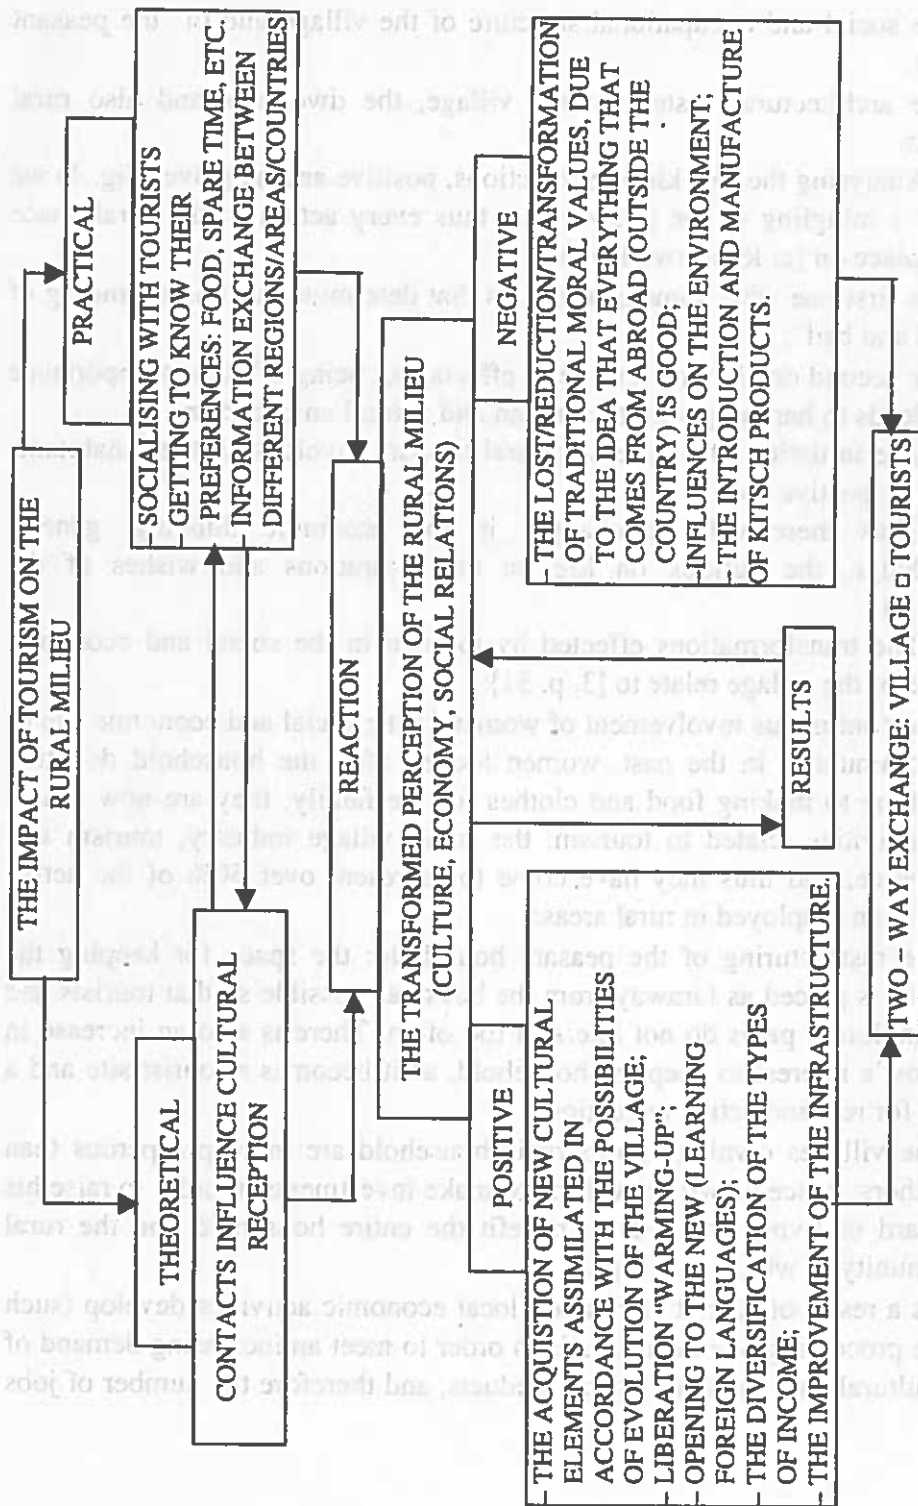 THE IMPACT OF TOURISM ON THE
RURAL MILIEU
THEORETICAL
CONTACTS INFLUENCE CULTURAL
RECEPTION
PRACTICAL
SOCIALISING WITH TOURISTS
GETTING TO KNOW THEIR
PREFERENCES: FOOD, SPARE TIME, ETC.
INFORMATION EXCHANGE BETWEEN
DIFFERENT REGIONS/AREAS/COUNTRIES
REACTION
THE TRANSFORMED PERCEPTION OF THE RURAL MILIEU
(CULTURE, ECONOMY, SOCIAL RELATIONS)
POSITIVE
THE ACQUISTION OF NEW CULTURAL
ELEMENTS ASSIMILATED IN
ACCORDANCE WITH THE POSSIBILITIES
OF EVOLUTION OF THE VILLAGE;
LIBERATION „WARMING-UP”,
OPENING TO THE NEW (LEARNING
FOREIGN LANGUAGES);
THE DIVESIFICATION OF THE TYPES
OF INCOME;
THE IMPROVEMENT OF THE INFRASTRUCTURE.
RESULTS
NEGATIVE
THE LOST/REDUCTION/TRANSFORMATION
OF TRADITIONAL MORAL VALUES, DUE
TO THE IDEA THAT EVERYTHING THAT
COMES FROM ABROAD/OUTSIDE THE
COUNTRY IS GOOD;
INFLUENCES ON THE ENVIRONMENT;
THE INTRODUCTION AND MANUFACTURE
OF KITSCH PRODUCTS.
TWO - WAY EXCHANGE: VILLAGE □ TOURISTS